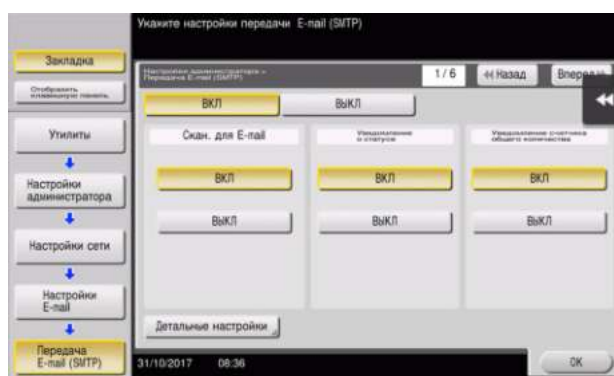 Укажите настройки передачи E-mail (SMTP)
Закладка
Отобразить
клавишную панель
Настройки администратора >
Передача E-mail (SMTP)
1/6
Назад
Вперед
ВКЛ
ВЫКЛ
Утилиты
Настройки
администратора
Настройки сети
Настройки
E-mail
Передача
E-mail (SMTP)
Скан. для E-mail
ВКЛ
ВЫКЛ
Уведомление
о статусе
ВКЛ
ВЫКЛ
Уведомление счетчика
общего количества
ВКЛ
ВЫКЛ
Детальные настройки
31/10/2017 08:36
OK